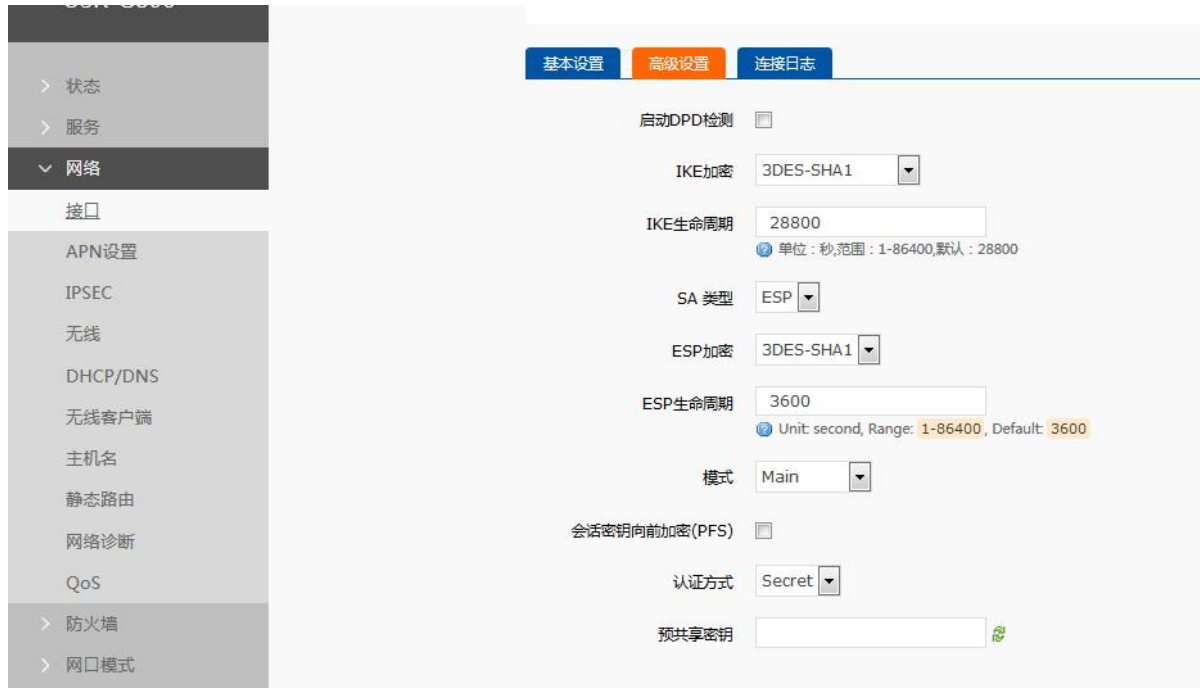 状态
服务
网络
接口
APN设置
IPSEC
无线
DHCP/DNS
无线客户端
主机名
静态路由
网络诊断
QoS
防火墙
网口模式
基本设置 高级设置 连接日志
启动DPD检测
IKE加密 3DES-SHA1
IKE生命周期 28800
单位：秒,范围：1-86400,默认：28800
SA 类型 ESP
ESP加密 3DES-SHA1
ESP生命周期 3600
Unit: second, Range: 1-86400, Default: 3600
模式 Main
会话密钥向前加密(PFS)
认证方式 Secret
预共享密钥